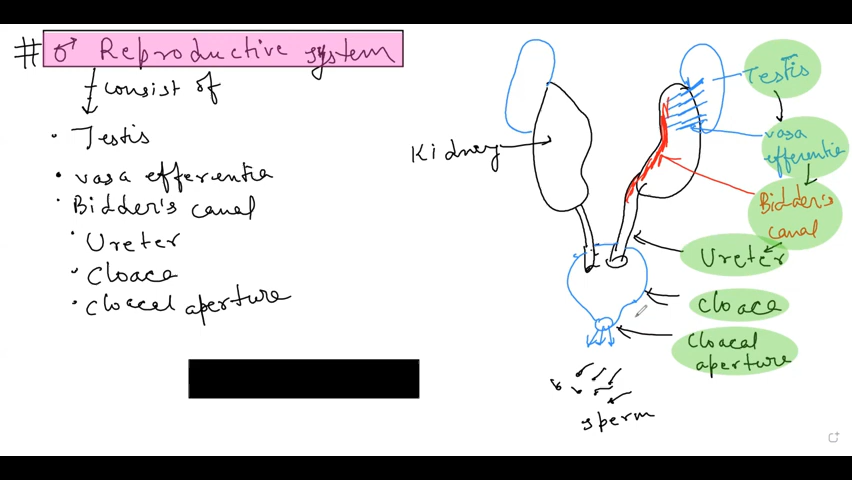 # ♂ Reproductive system
consist of
• Testis
• vasa efferentia
• Bidder's canal
• Ureter
• Cloaca
• Cloacal aperture
Kidney
Testis
vasa
efferentia
Bidder's
canal
Ureter
Cloaca
Cloacal
aperture
sperm